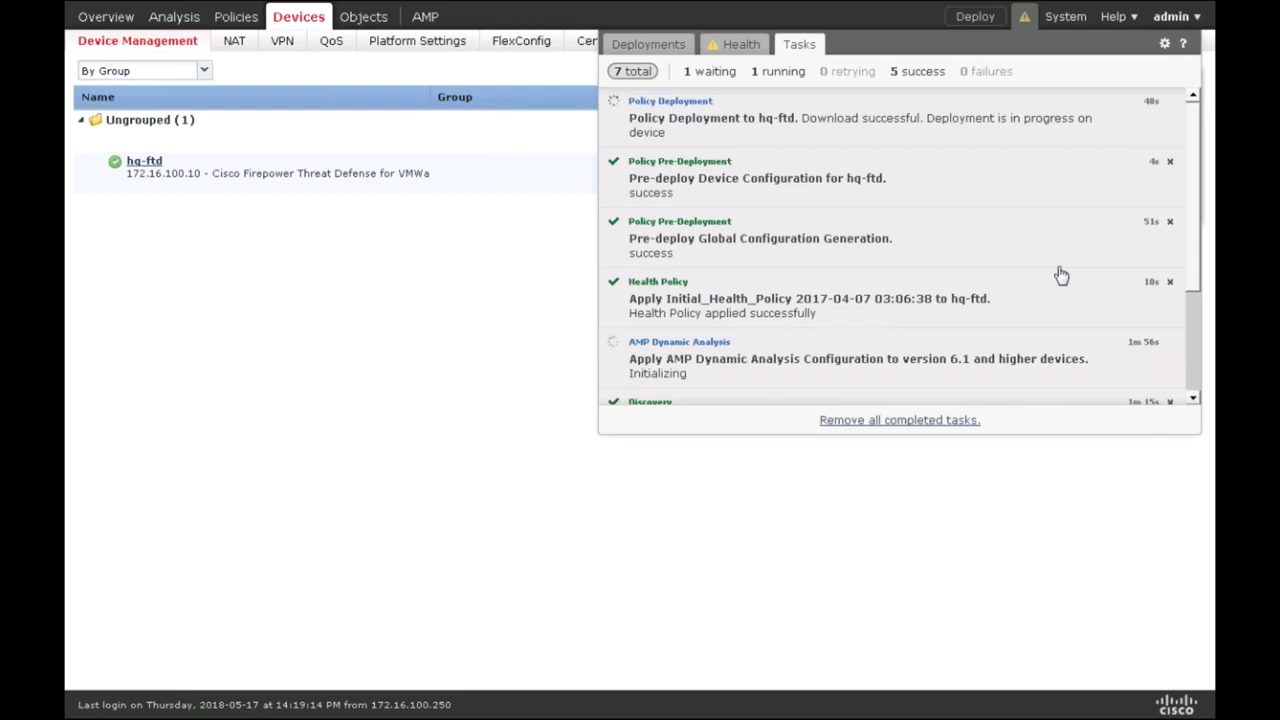 Overview Analysis Policies Devices Objects AMP Deploy System Help admin
Device Management NAT VPN QoS Platform Settings FlexConfig Cer
Deployments Health Tasks ?
By Group
7 total 1 waiting 1 running 0 retrying 5 success 0 failures
Name Group
Ungrouped (1)
hq-ftd
172.16.100.10 - Cisco Firepower Threat Defense for VMWa
Policy Deployment 40s
Policy Deployment to hq-ftd. Download successful. Deployment is in progress on
device
Policy Pre-Deployment 4s
Pre-deploy Device Configuration for hq-ftd.
success
Policy Pre-Deployment 51s
Pre-deploy Global Configuration Generation.
success
Health Policy 10s
Apply Initial_Health_Policy 2017-04-07 03:06:38 to hq-ftd.
Health Policy applied successfully
AMP Dynamic Analysis 1m 56s
Apply AMP Dynamic Analysis Configuration to version 6.1 and higher devices.
Initializing
Discovery 1m 15s
Remove all completed tasks.
Last login on Thursday, 2018-05-17 at 14:19:14 PM from 172.16.100.250
CISCO